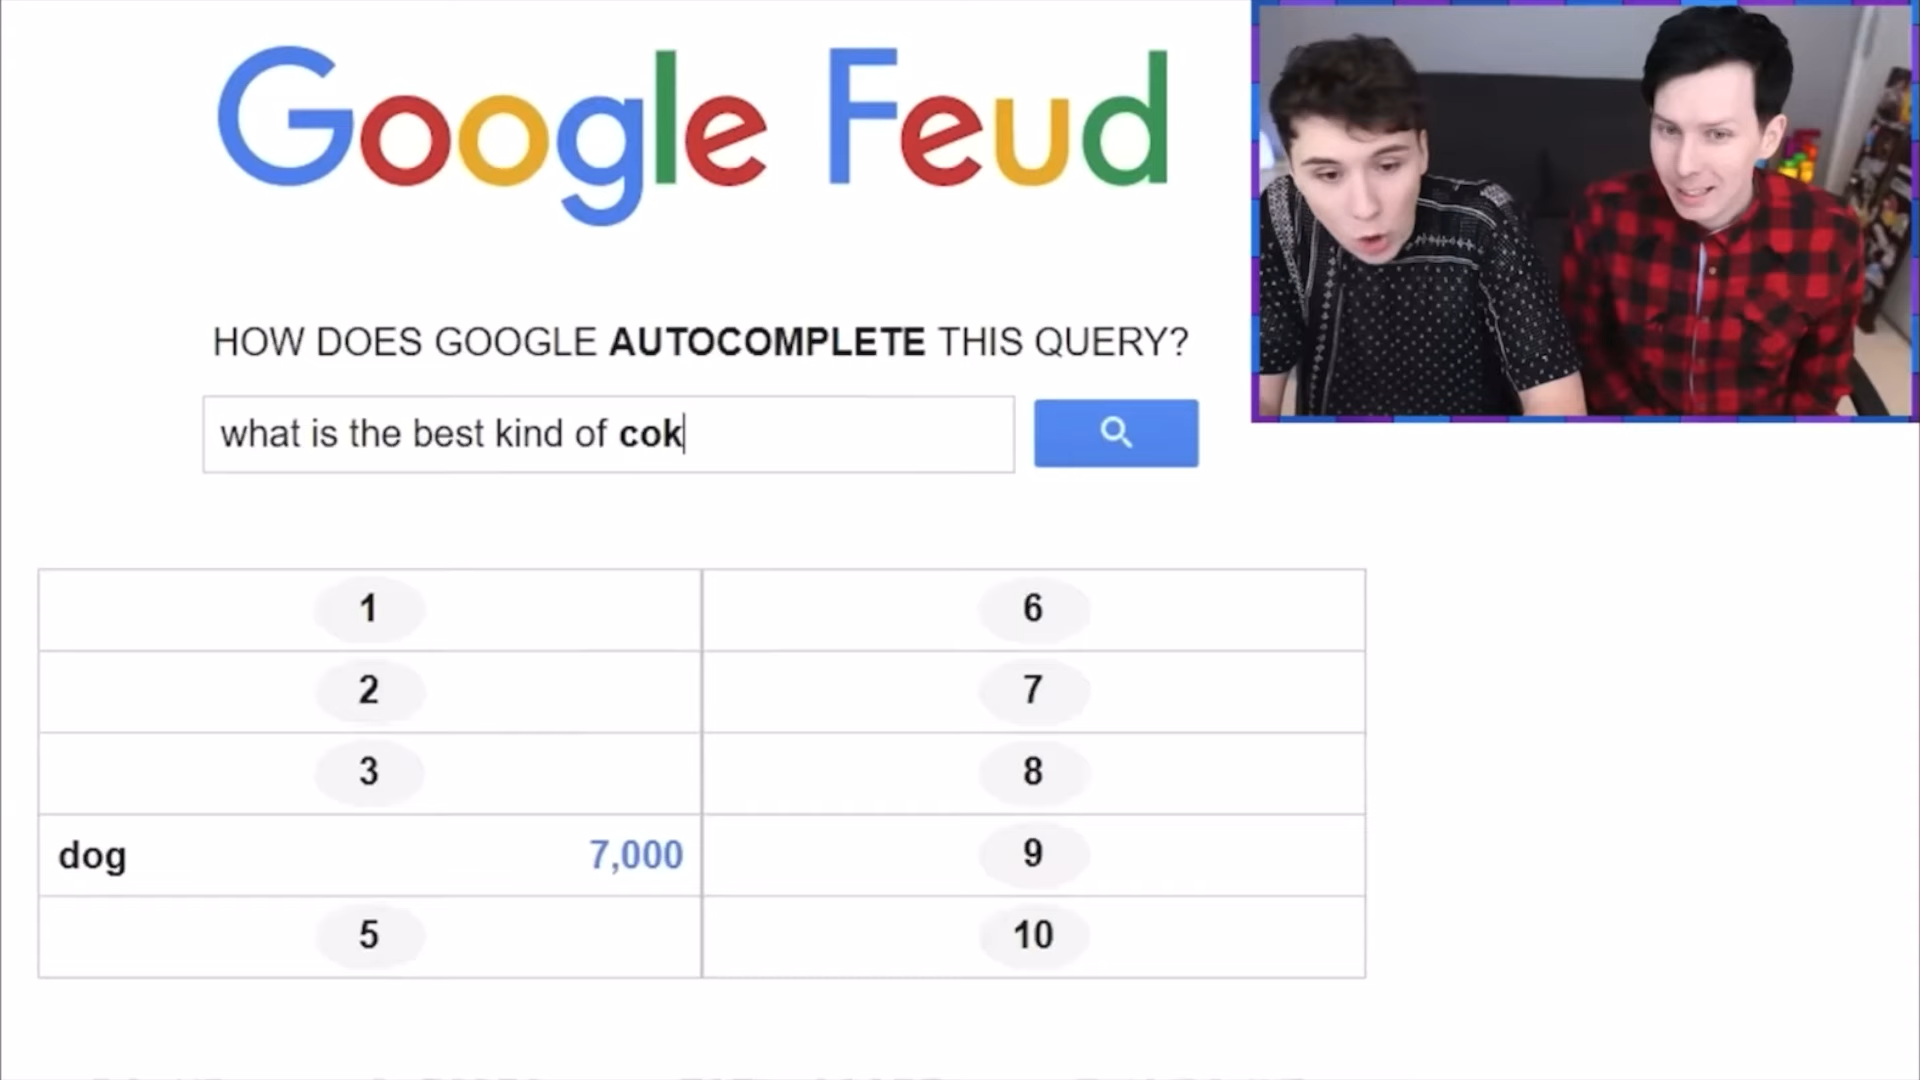 Google Feud
HOW DOES GOOGLE AUTOCOMPLETE THIS QUERY?
what is the best kind of cok
1
6
2
7
3
8
dog 7,000
9
5
10